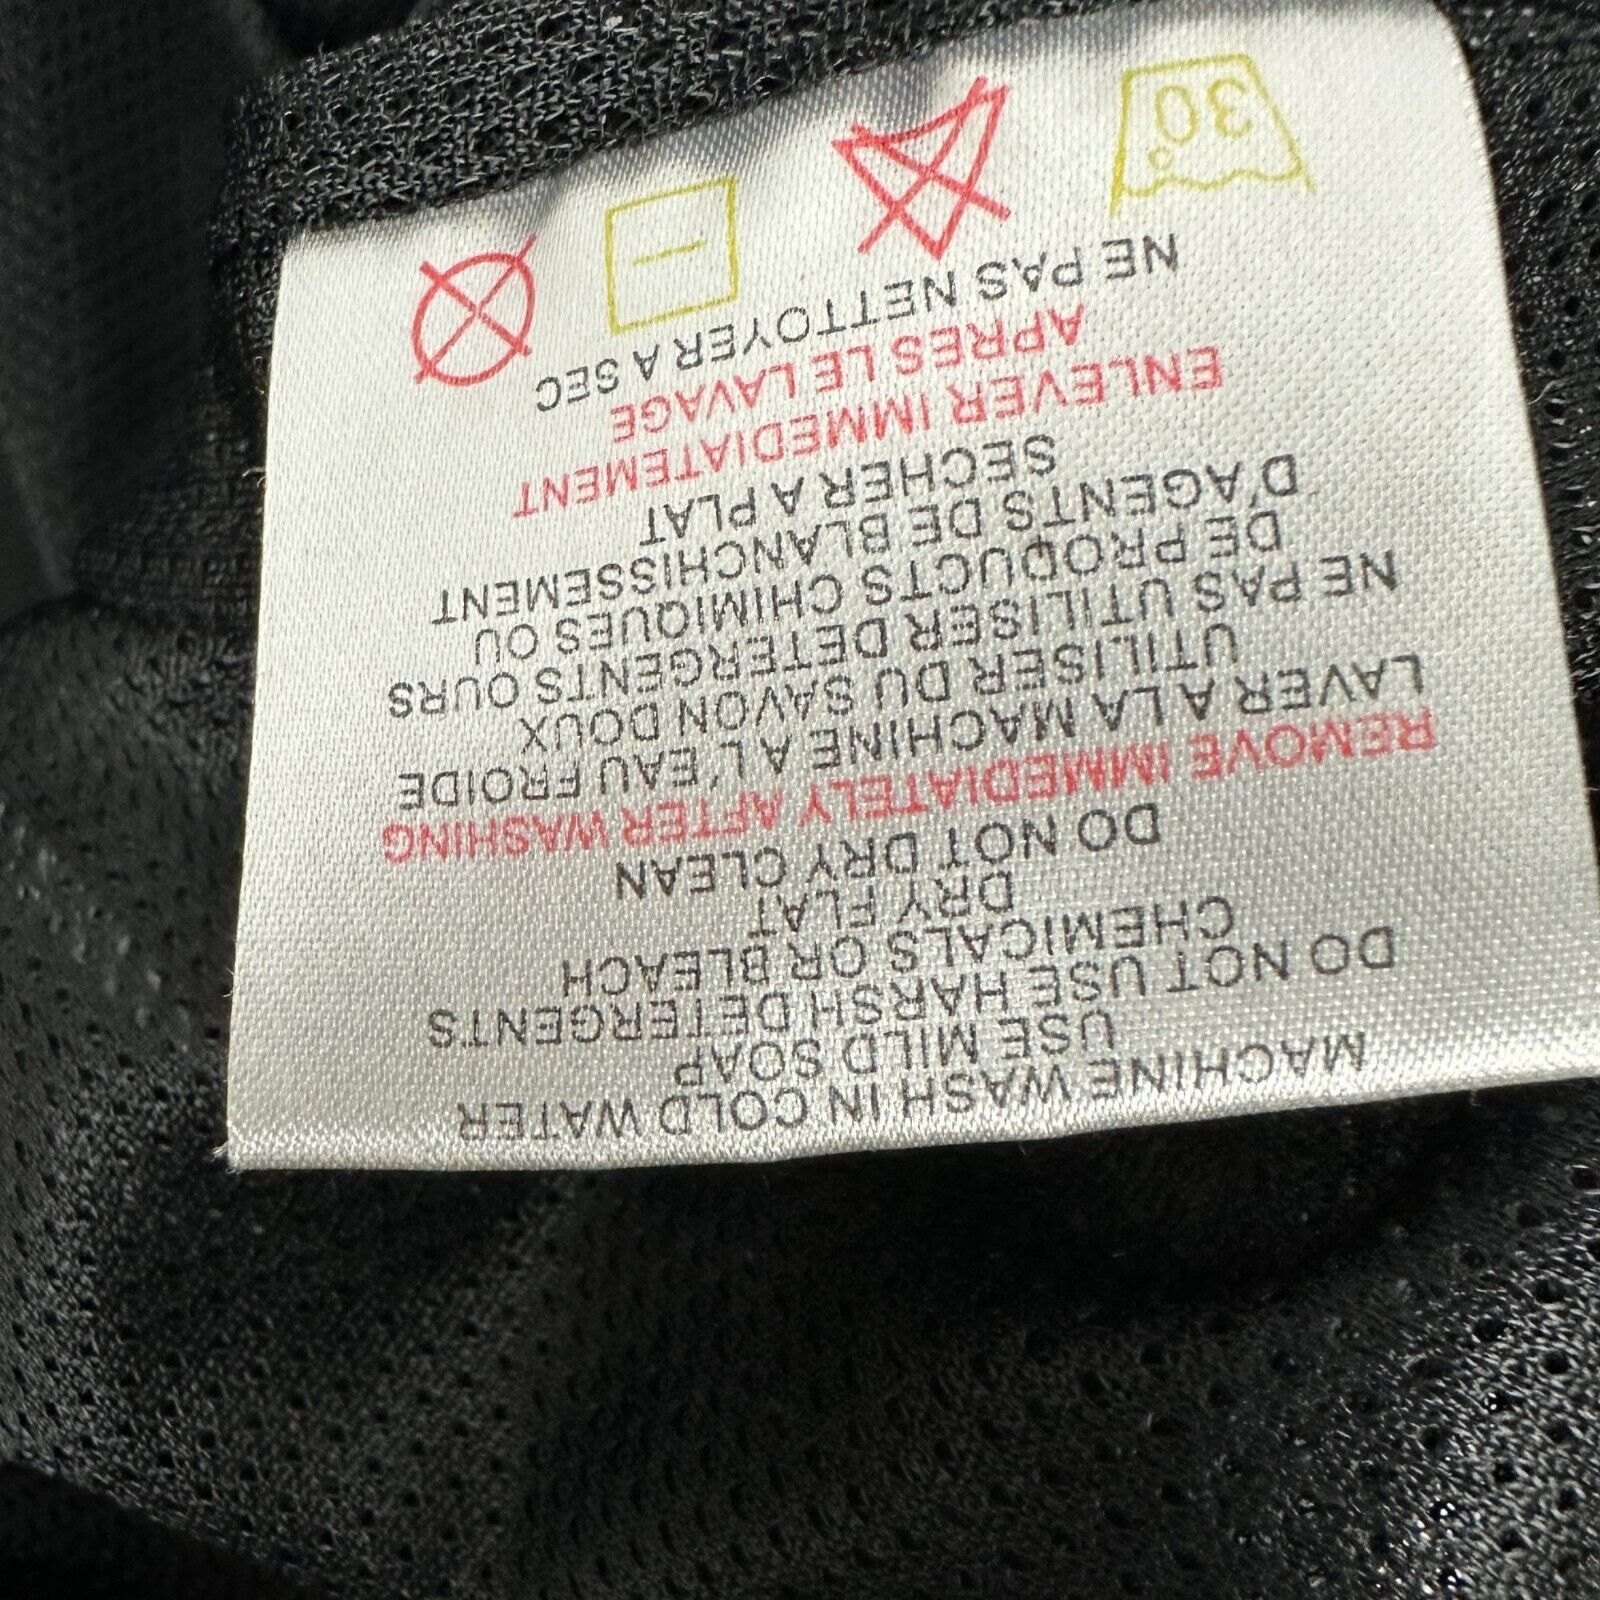 MACHINE WASH IN COLD WATER
USE MILD SOAP
DO NOT USE HARSH DETERGENTS
CHEMICALS OR BLEACH
DRY FLAT
DO NOT DRY CLEAN
REMOVE IMMEDIATELY AFTER WASHING
LAVER A LA MACHINE A L'EAU FROIDE
UTILISER DU SAVON DOUX
NE PAS UTILISER DETERGENTS OURS
DE PRODUCTS CHIMIQUES OU
D'AGENTS DE BLANCHISSEMENT
SECHER A PLAT
ENLEVER IMMEDIATEMENT
APRES LE LAVAGE
NE PAS NETTOYER A SEC
30°